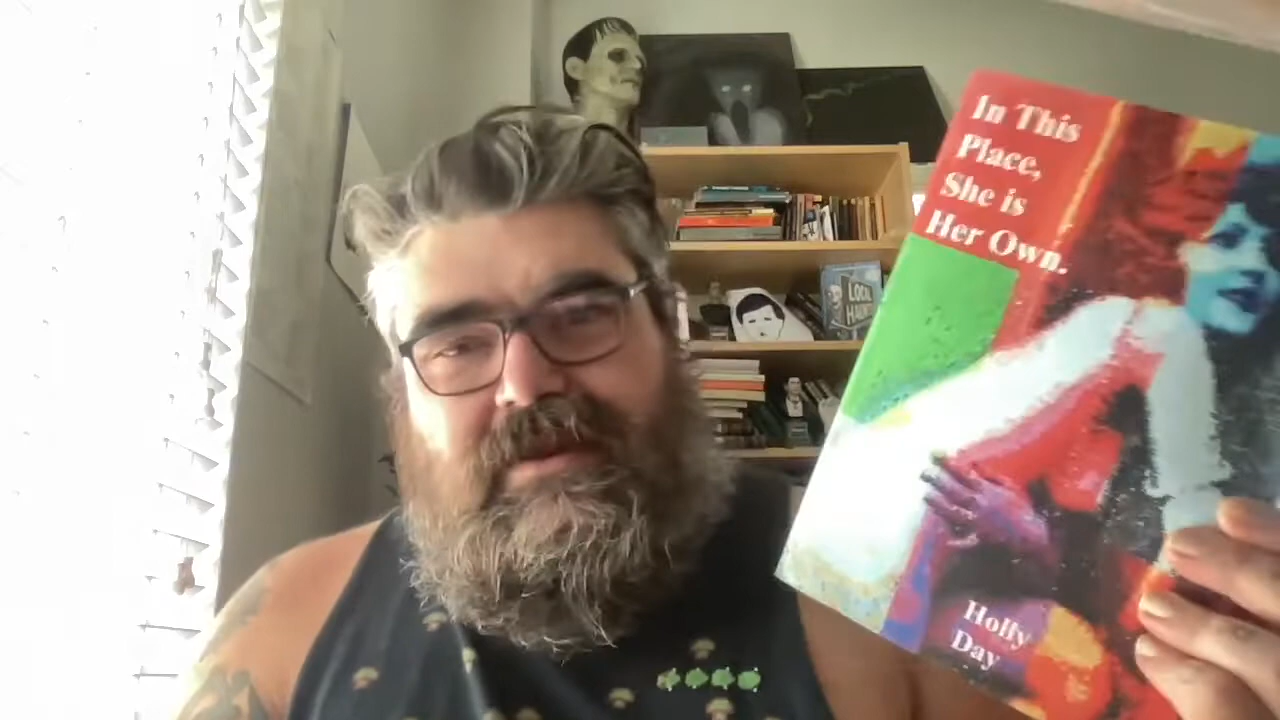 In This
Place,
She is
Her Own.
Holly
Day
LOCAL
HAUNTS